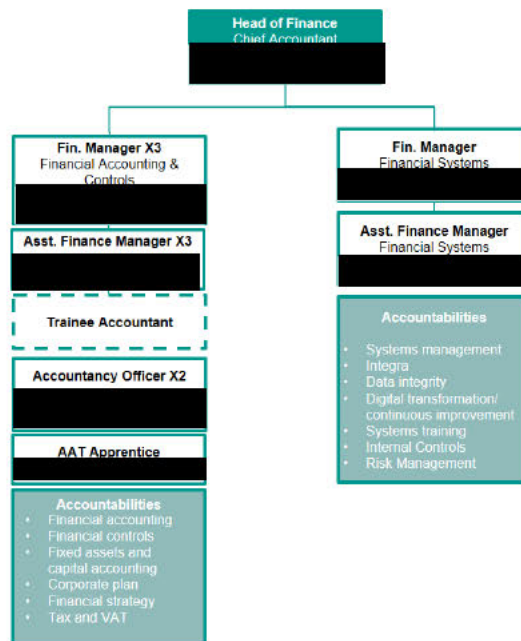 Head of Finance
Chief Accountant
Fin. Manager X3
Financial Accounting &
Controls
Asst. Finance Manager X3
Trainee Accountant
Accountancy Officer X2
AAT Apprentice
Accountabilities
• Financial accounting
• Financial controls
• Fixed assets and
capital accounting
• Corporate plan
• Financial strategy
• Tax and VAT
Fin. Manager
Financial Systems
Asst. Finance Manager
Financial Systems
Accountabilities
• Systems management
• Integra
• Data integrity
• Digital transformation/
continuous improvement
• Systems training
• Internal Controls
• Risk Management